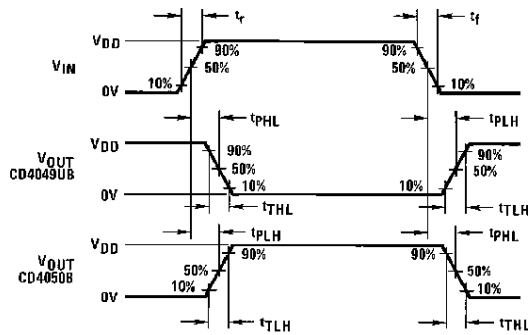 tr tf
VDD 90% 90%
VIN 50% 50%
10% 10%
0V
tPHL tPLH
VDD 90% 90%
VOUT 50% 50%
CD4049UB
0V 10% 10%
tTHL tTLH
tPLH tPHL
VDD 90% 90%
VOUT 50% 50%
CD4050B
10% 10%
0V
tTLH tTHL